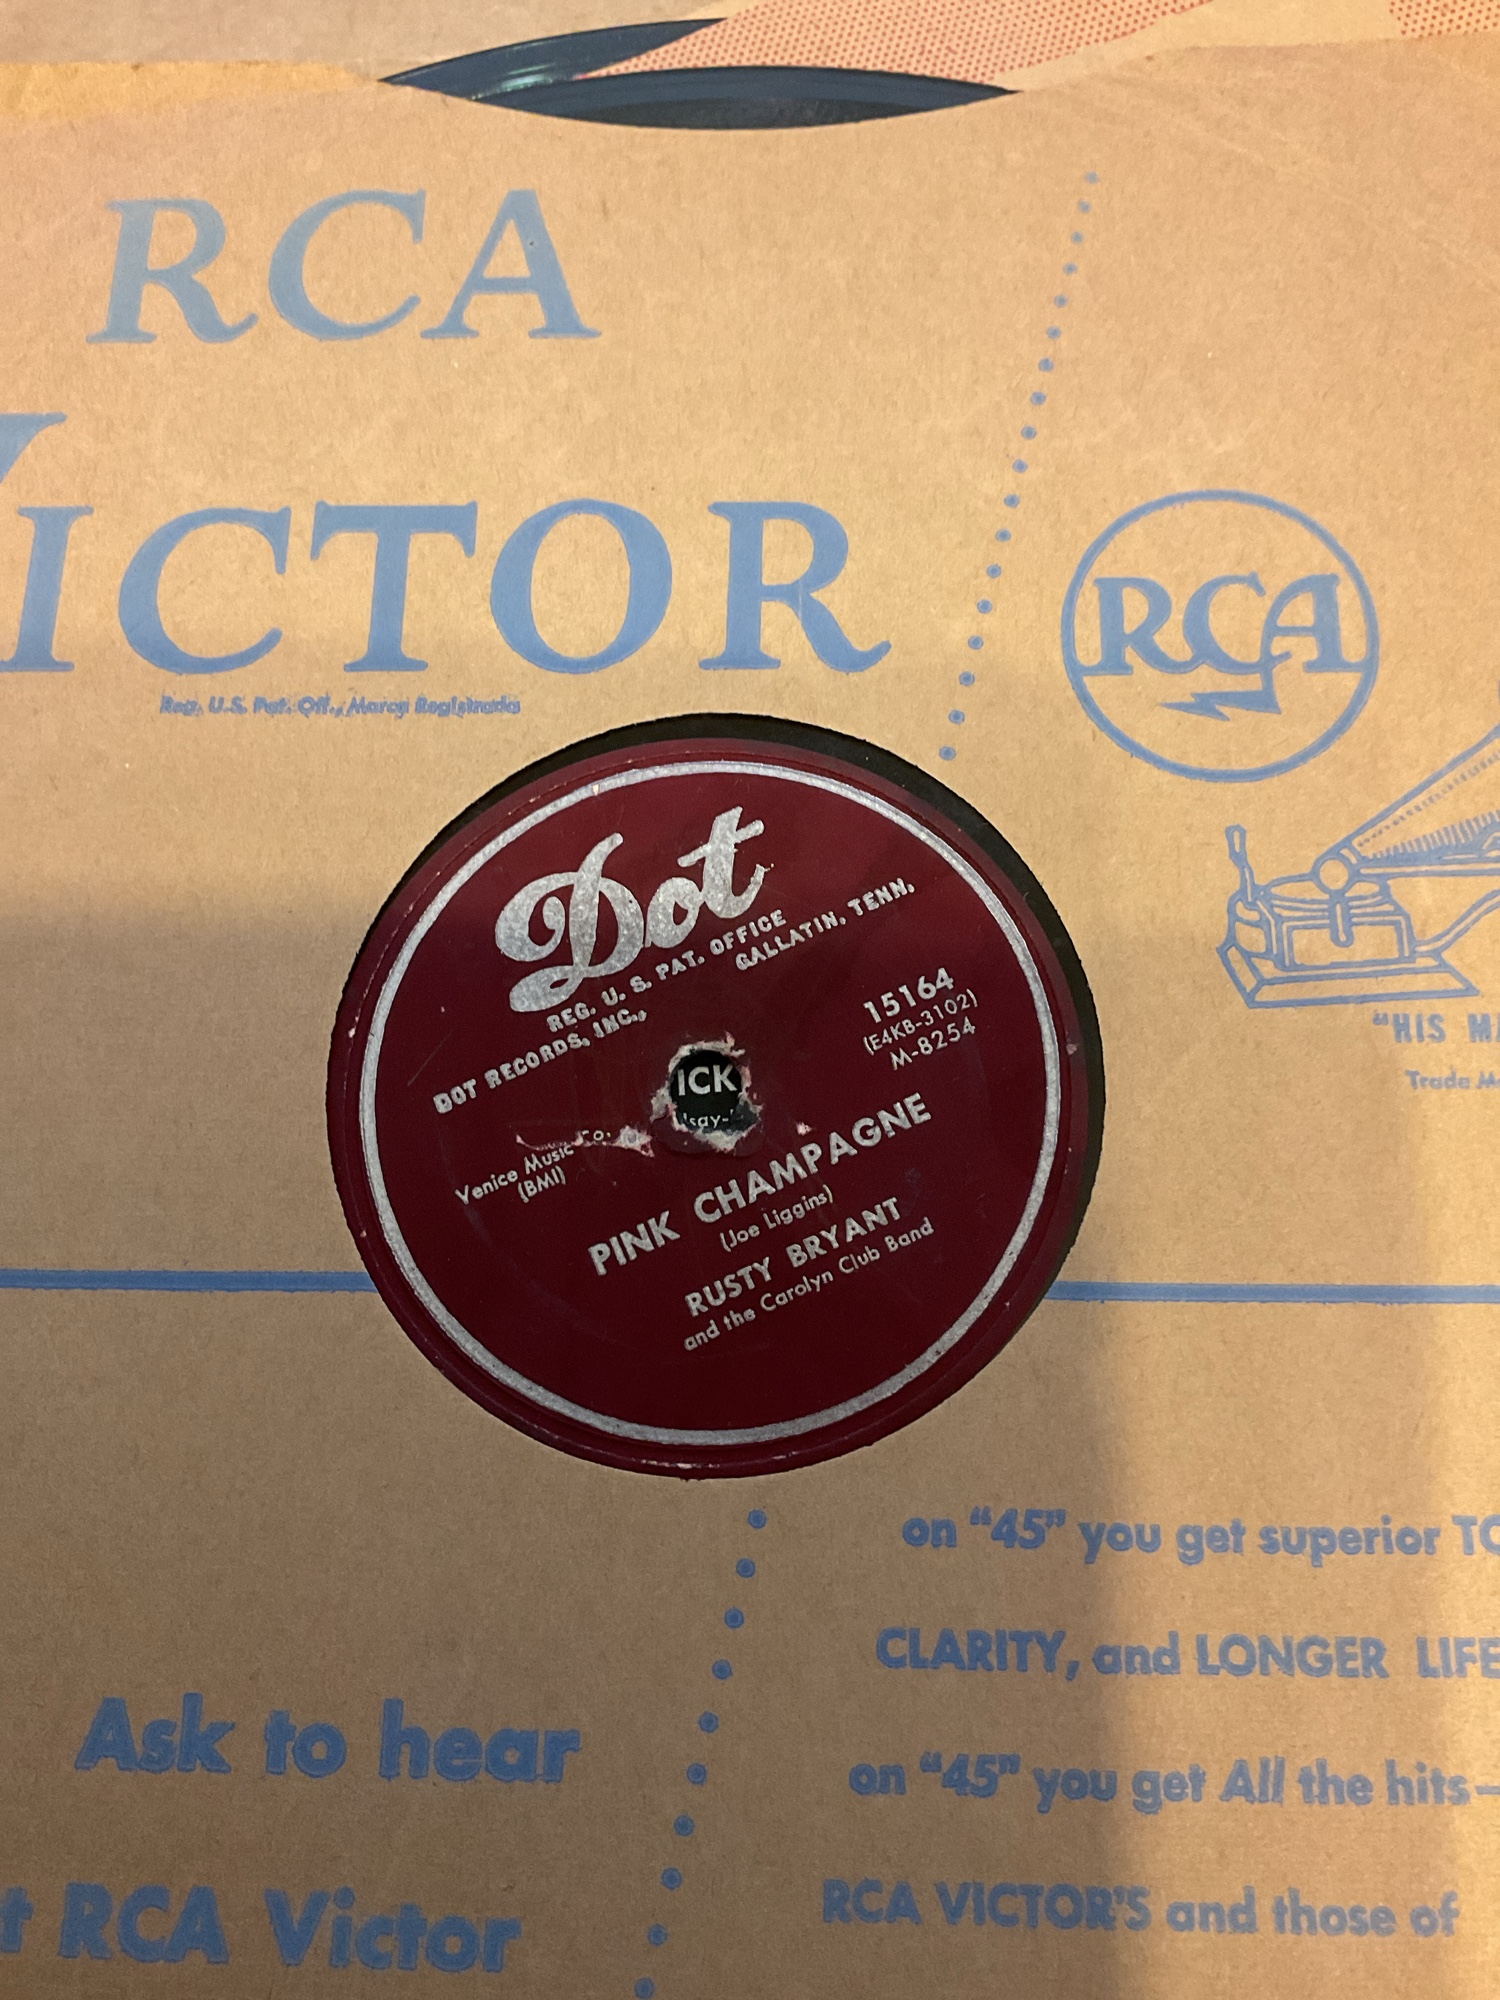 RCA
VICTOR
Reg. U.S. Pat. Off., Marca Registrada
RCA
"HIS
Trade
Dot
REG. U. S. PAT. OFFICE
DOT RECORDS, INC., GALLATIN, TENN.
15164
(E4KB-3102)
M-8254
ICK
Venice Music Co.
(BMI)
PINK CHAMPAGNE
(Joe Liggins)
RUSTY BRYANT
and the Carolyn Club Band
on "45" you get superior
CLARITY, and LONGER LIFE
Ask to hear
on "45" you get All the hits—
RCA Victor
RCA VICTOR'S and those of